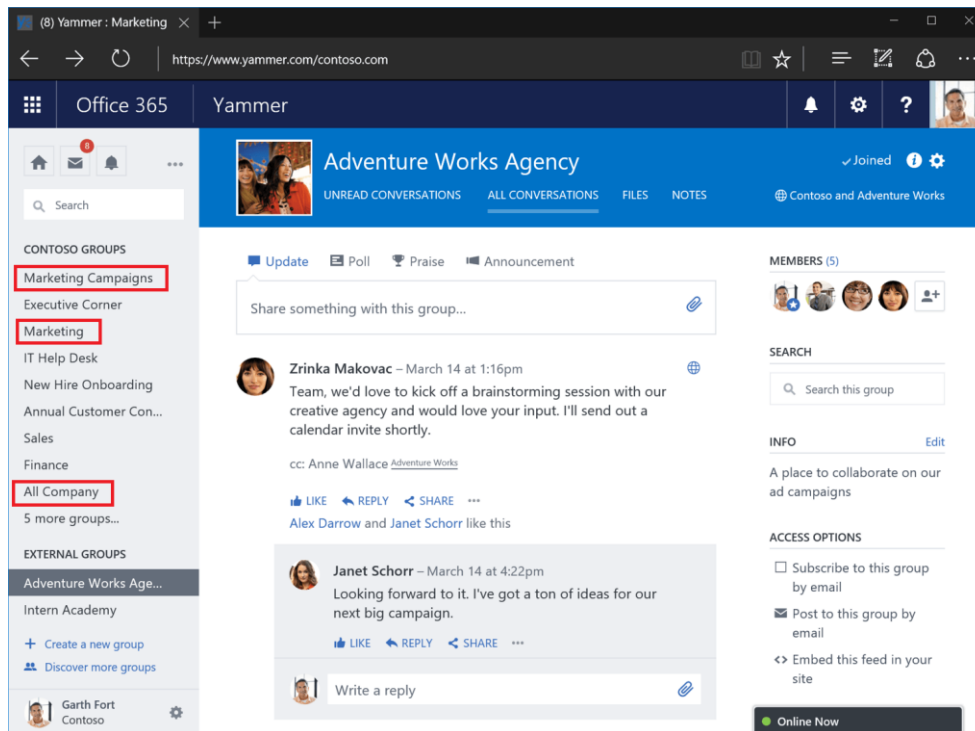 (8) Yammer : Marketing
https://www.yammer.com/contoso.com
Office 365
Yammer
8
Search
CONTOSO GROUPS
Marketing Campaigns
Executive Corner
Marketing
IT Help Desk
New Hire Onboarding
Annual Customer Con...
Sales
Finance
All Company
5 more groups...
EXTERNAL GROUPS
Adventure Works Age...
Intern Academy
+ Create a new group
Discover more groups
Garth Fort
Contoso
Adventure Works Agency
UNREAD CONVERSATIONS ALL CONVERSATIONS FILES NOTES
Joined
Contoso and Adventure Works
Update Poll Praise Announcement
Share something with this group...
Zrinka Makovac – March 14 at 1:16pm
Team, we'd love to kick off a brainstorming session with our
creative agency and would love your input. I'll send out a
calendar invite shortly.
cc: Anne Wallace Adventure Works
LIKE REPLY SHARE ...
Alex Darrow and Janet Schorr like this
Janet Schorr – March 14 at 4:22pm
Looking forward to it. I've got a ton of ideas for our
next big campaign.
LIKE REPLY SHARE ...
Write a reply
MEMBERS (5)
SEARCH
Search this group
INFO Edit
A place to collaborate on our
ad campaigns
ACCESS OPTIONS
Subscribe to this group
by email
Post to this group by
email
Embed this feed in your
site
Online Now